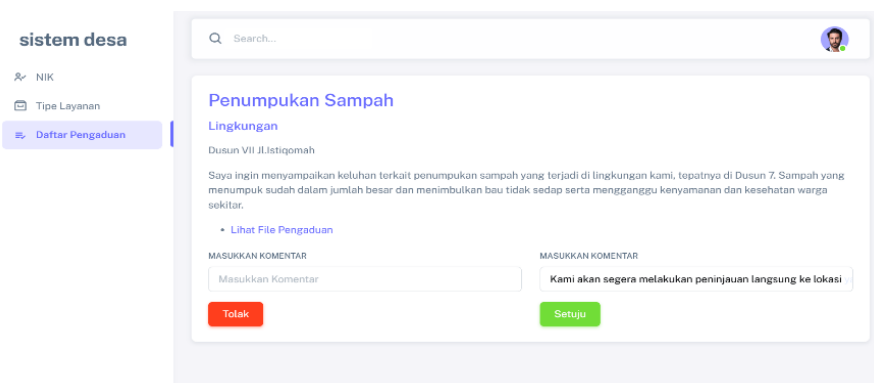 sistem desa
NIK
Tipe Layanan
Daftar Pengaduan
Search...
Penumpukan Sampah
Lingkungan
Dusun VII Jl.Istiqomah
Saya ingin menyampaikan keluhan terkait penumpukan sampah yang terjadi di lingkungan kami, tepatnya di Dusun 7. Sampah yang
menumpuk sudah dalam jumlah besar dan menimbulkan bau tidak sedap serta mengganggu kenyamanan dan kesehatan warga
sekitar.
• Lihat File Pengaduan
MASUKKAN KOMENTAR
Masukkan Komentar
Tolak
MASUKKAN KOMENTAR
Kami akan segera melakukan peninjauan langsung ke lokasi
Setuju